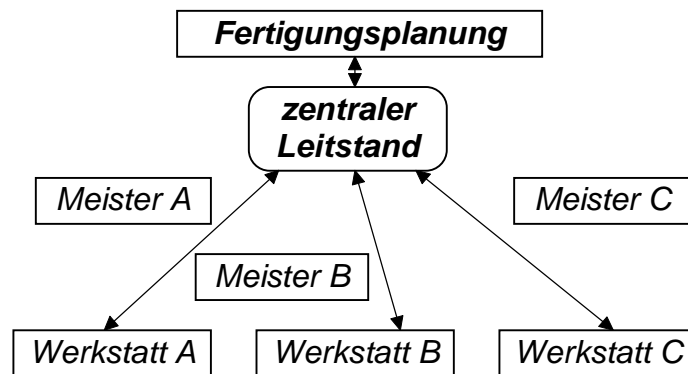 Fertigungsplanung
zentraler
Leitstand
Meister A
Meister C
Meister B
Werkstatt A
Werkstatt B
Werkstatt C